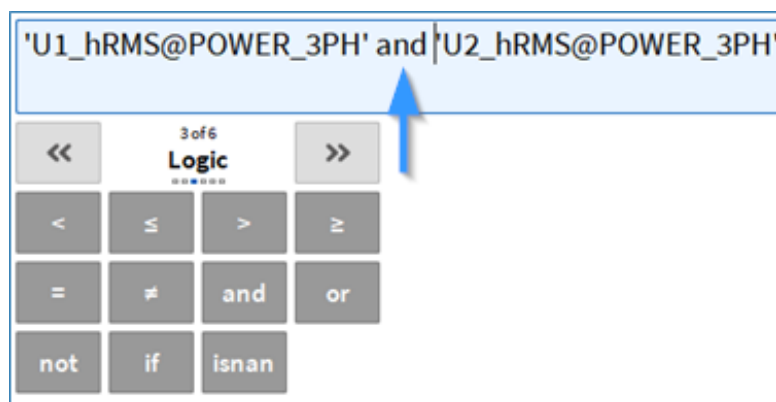 'U1_hRMS@POWER_3PH' and 'U2_hRMS@POWER_3PH'
« 3 of 6 »
Logic
< ≤ > ≥
= ≠ and or
not if isnan